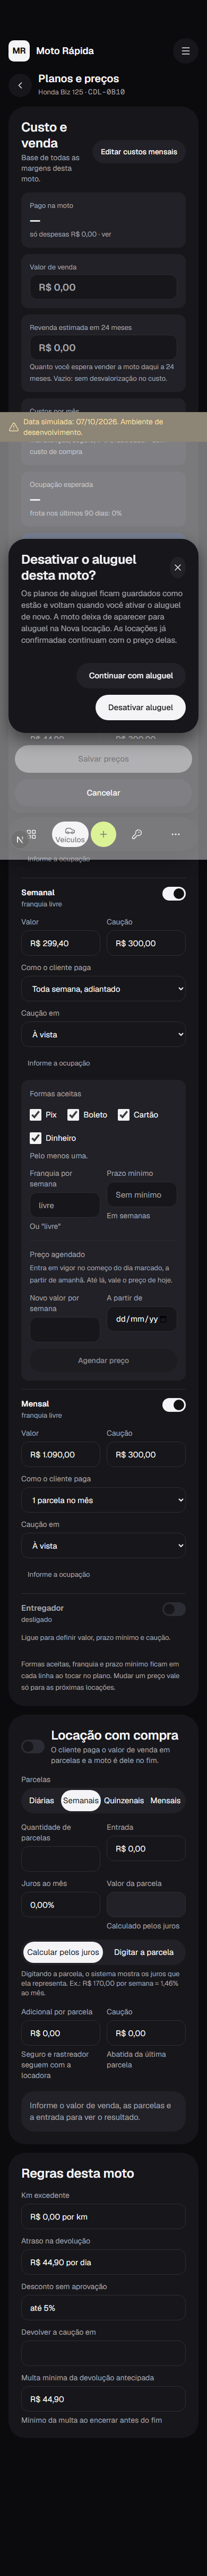 MR Moto Rápida
Planos e preços
Honda Biz 125 · CDL-0810
Custo e
venda
Base de todas as
margens desta
moto.
Editar custos mensais
Pago na moto
—
só despesas R$ 0,00 · ver
Valor de venda
R$ 0,00
Revenda estimada em 24 meses
R$ 0,00
Quanto você espera vender a moto daqui a 24
meses. Vazio: sem desvalorização no custo.
Custos por mês
Data simulada: 07/10/2026. Ambiente de
desenvolvimento.
custo de compra
Ocupação esperada
—
frota nos últimos 90 dias: 0%
Desativar o aluguel
desta moto?
Os planos de aluguel ficam guardados como
estão e voltam quando você ativar o aluguel
de novo. A moto deixa de aparecer para
aluguel na Nova locação. As locações já
confirmadas continuam com o preço delas.
Continuar com aluguel
Desativar aluguel
Salvar preços
Cancelar
Veículos
N
Informe a ocupação
Semanal
franquia livre
Valor
Caução
R$ 299,40
R$ 300,00
Como o cliente paga
Toda semana, adiantado
Caução em
À vista
Informe a ocupação
Formas aceitas
Pix Boleto Cartão
Dinheiro
Pelo menos uma.
Franquia por
semana
Prazo mínimo
livre
Sem mínimo
Ou "livre"
Em semanas
Preço agendado
Entra em vigor no começo do dia marcado, a
partir de amanhã. Até lá, vale o preço de hoje.
Novo valor por
semana
A partir de
dd/mm/yy
Agendar preço
Mensal
franquia livre
Valor
Caução
R$ 1.090,00
R$ 300,00
Como o cliente paga
1 parcela no mês
Caução em
À vista
Informe a ocupação
Entregador
desligado
Ligue para definir valor, prazo mínimo e caução.
Formas aceitas, franquia e prazo mínimo ficam em
cada linha ao tocar no plano. Mudar um preço vale
só para as próximas locações.
Locação com compra
O cliente paga o valor de venda em
parcelas e a moto é dele no fim.
Parcelas
Diárias Semanais Quinzenais Mensais
Quantidade de
parcelas
Entrada
R$ 0,00
Juros ao mês
Valor da parcela
0,00%
Calculado pelos juros
Calcular pelos juros
Digitar a parcela
Digitando a parcela, o sistema mostra os juros que
ela representa. Ex.: R$ 170,00 por semana = 1,46%
ao mês.
Adicional por parcela
Caução
R$ 0,00
R$ 0,00
Seguro e rastreador
seguem com a
locadora
Abatida da última
parcela
Informe o valor de venda, as parcelas e
a entrada para ver o resultado.
Regras desta moto
Km excedente
R$ 0,00 por km
Atraso na devolução
R$ 44,90 por dia
Desconto sem aprovação
até 5%
Devolver a caução em
Multa mínima da devolução antecipada
R$ 44,90
Mínimo da multa ao encerrar antes do fim